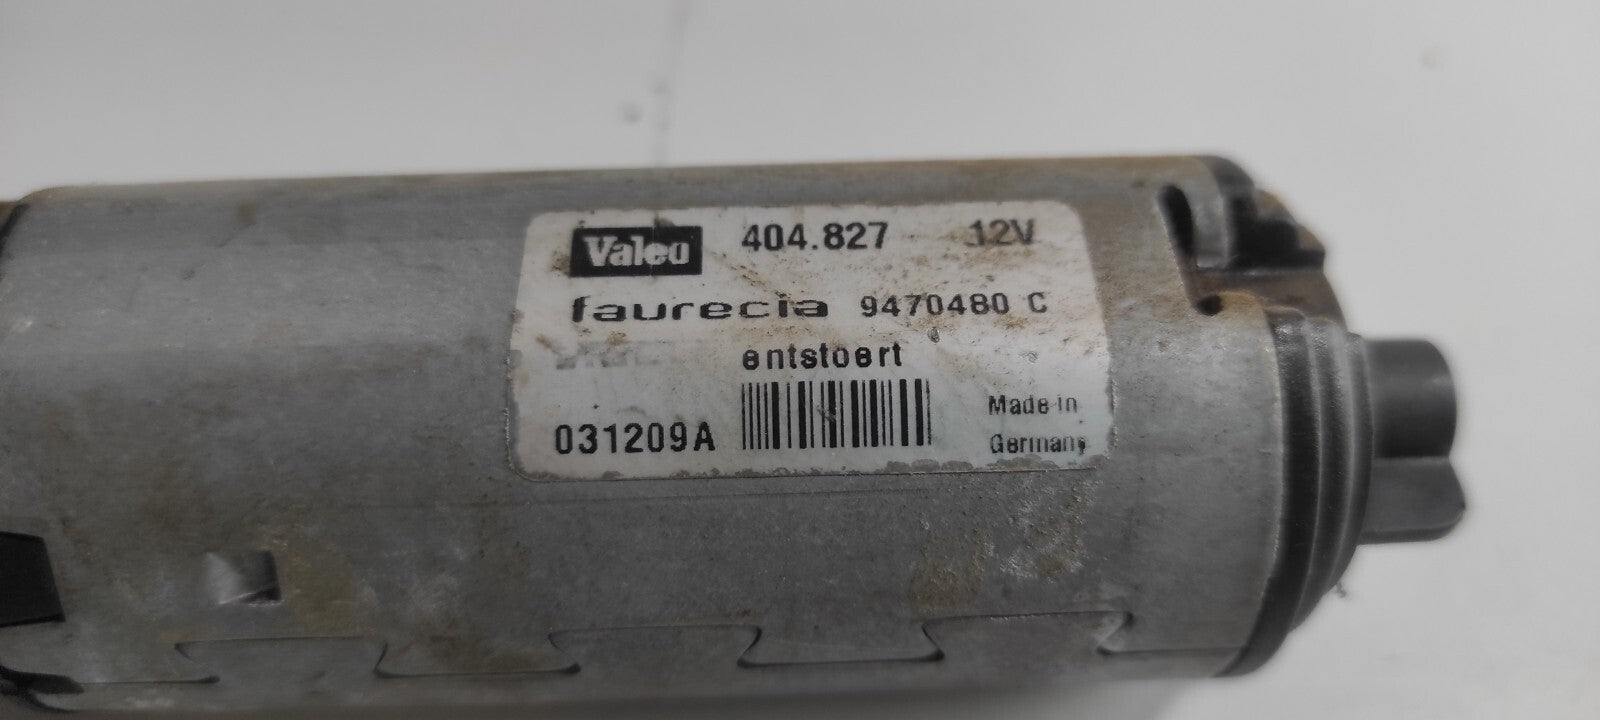 Valeo 404.827 12V
faurecia 9470480 C
entstoert
031209A Made in
Germany